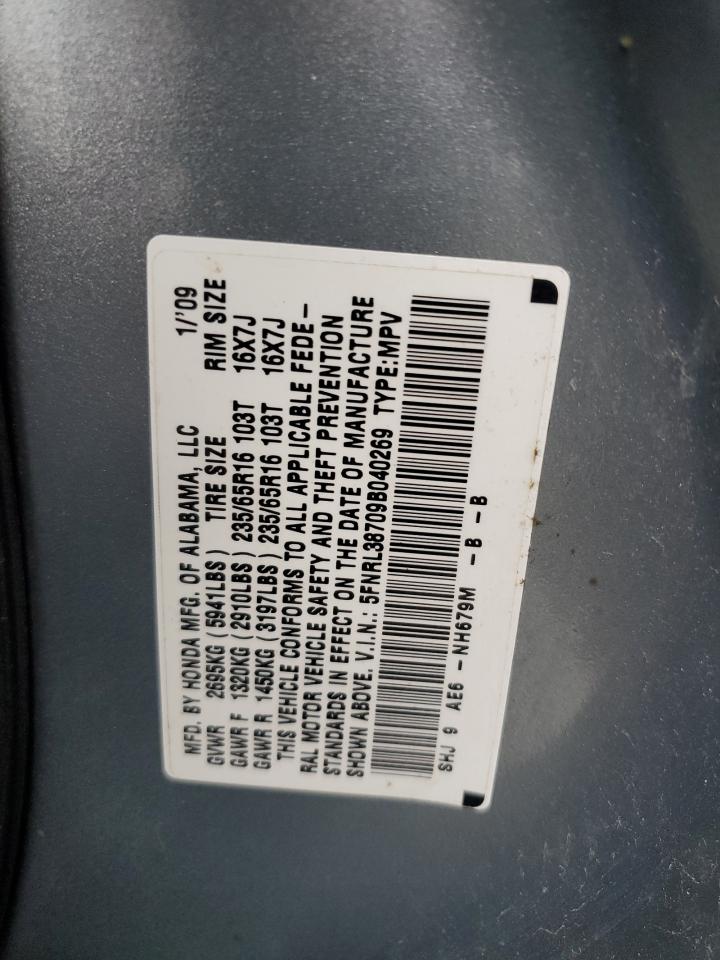 MFD. BY HONDA MFG. OF ALABAMA, LLC 1/'09
GVWR 2695KG (5941LBS) TIRE SIZE RIM SIZE
GAWR F 1320KG (2910LBS) 235/65R16 103T 16X7J
GAWR R 1450KG (3197LBS) 235/65R16 103T 16X7J
THIS VEHICLE CONFORMS TO ALL APPLICABLE FEDE-
RAL MOTOR VEHICLE SAFETY AND THEFT PREVENTION
STANDARDS IN EFFECT ON THE DATE OF MANUFACTURE
SHOWN ABOVE. V.I.N.: 5FNRL38709B040269 TYPE:MPV
SHJ 9 AE6 -NH679M -B -B